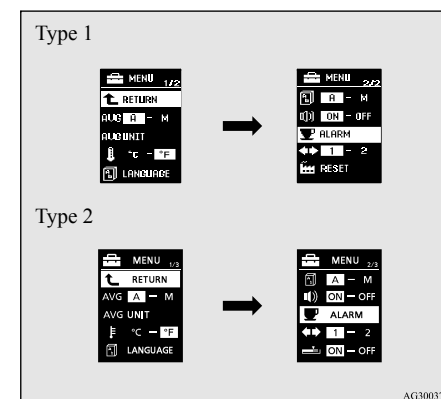 Type 1
MENU 1/2
RETURN
AVG A - M
AVG UNIT
°C - °F
LANGUAGE
MENU 2/2
A - M
ON - OFF
ALARM
1 - 2
RESET
Type 2
MENU 1/3
RETURN
AVG A - M
AVG UNIT
°C - °F
LANGUAGE
MENU 2/3
A - M
ON - OFF
ALARM
1 - 2
ON - OFF